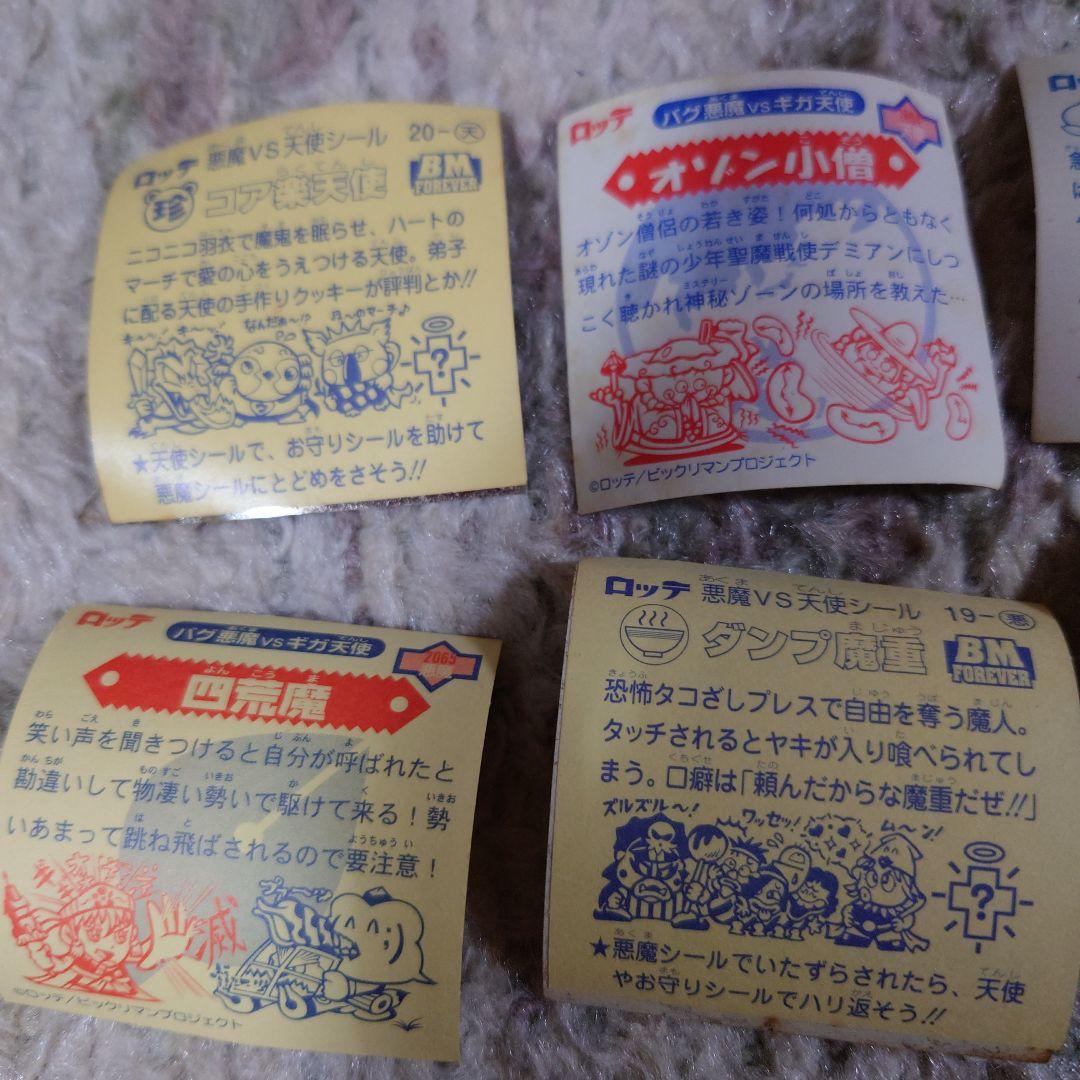 ロッテ 悪魔VS天使シール 20-天
珍 コア楽天使 BM FOREVER
ニコニコ羽衣で魔鬼を眠らせ、ハートの
マーチで愛の心をうえつける天使。弟子
に配る天使の手作りクッキーが評判とか!!
キ〜ン キ〜ン なんだぁ〜!? 月〜のマーチ♪
?
★天使シールで、お守りシールを助けて
悪魔シールにとどめをさそう!!
ロッテ バグ悪魔VSギガ天使
オゾン小僧
オゾン僧侶の若き姿!何処からともなく
現れた謎の少年聖魔戦使デミアンにしつ
こく聴かれ神秘ゾーンの場所を教えた…
©ロッテ/ビックリマンプロジェクト
ロッテ バグ悪魔VSギガ天使 2065
四荒魔
笑い声を聞きつけると自分が呼ばれたと
勘違いして物凄い勢いで駆けて来る!勢
いあまって跳ね飛ばされるので要注意!
滅
©ロッテ/ビックリマンプロジェクト
ロッテ 悪魔VS天使シール 19-悪
ダンプ魔重 BM FOREVER
恐怖タコざしプレスで自由を奪う魔人。
タッチされるとヤキが入り喰べられてし
まう。口癖は「頼んだからな魔重だぜ!!」
ズルズル〜! ワッセッ! ム〜ン!
?
★悪魔シールでいたずらされたら、天使
やお守りシールでハリ返そう!!